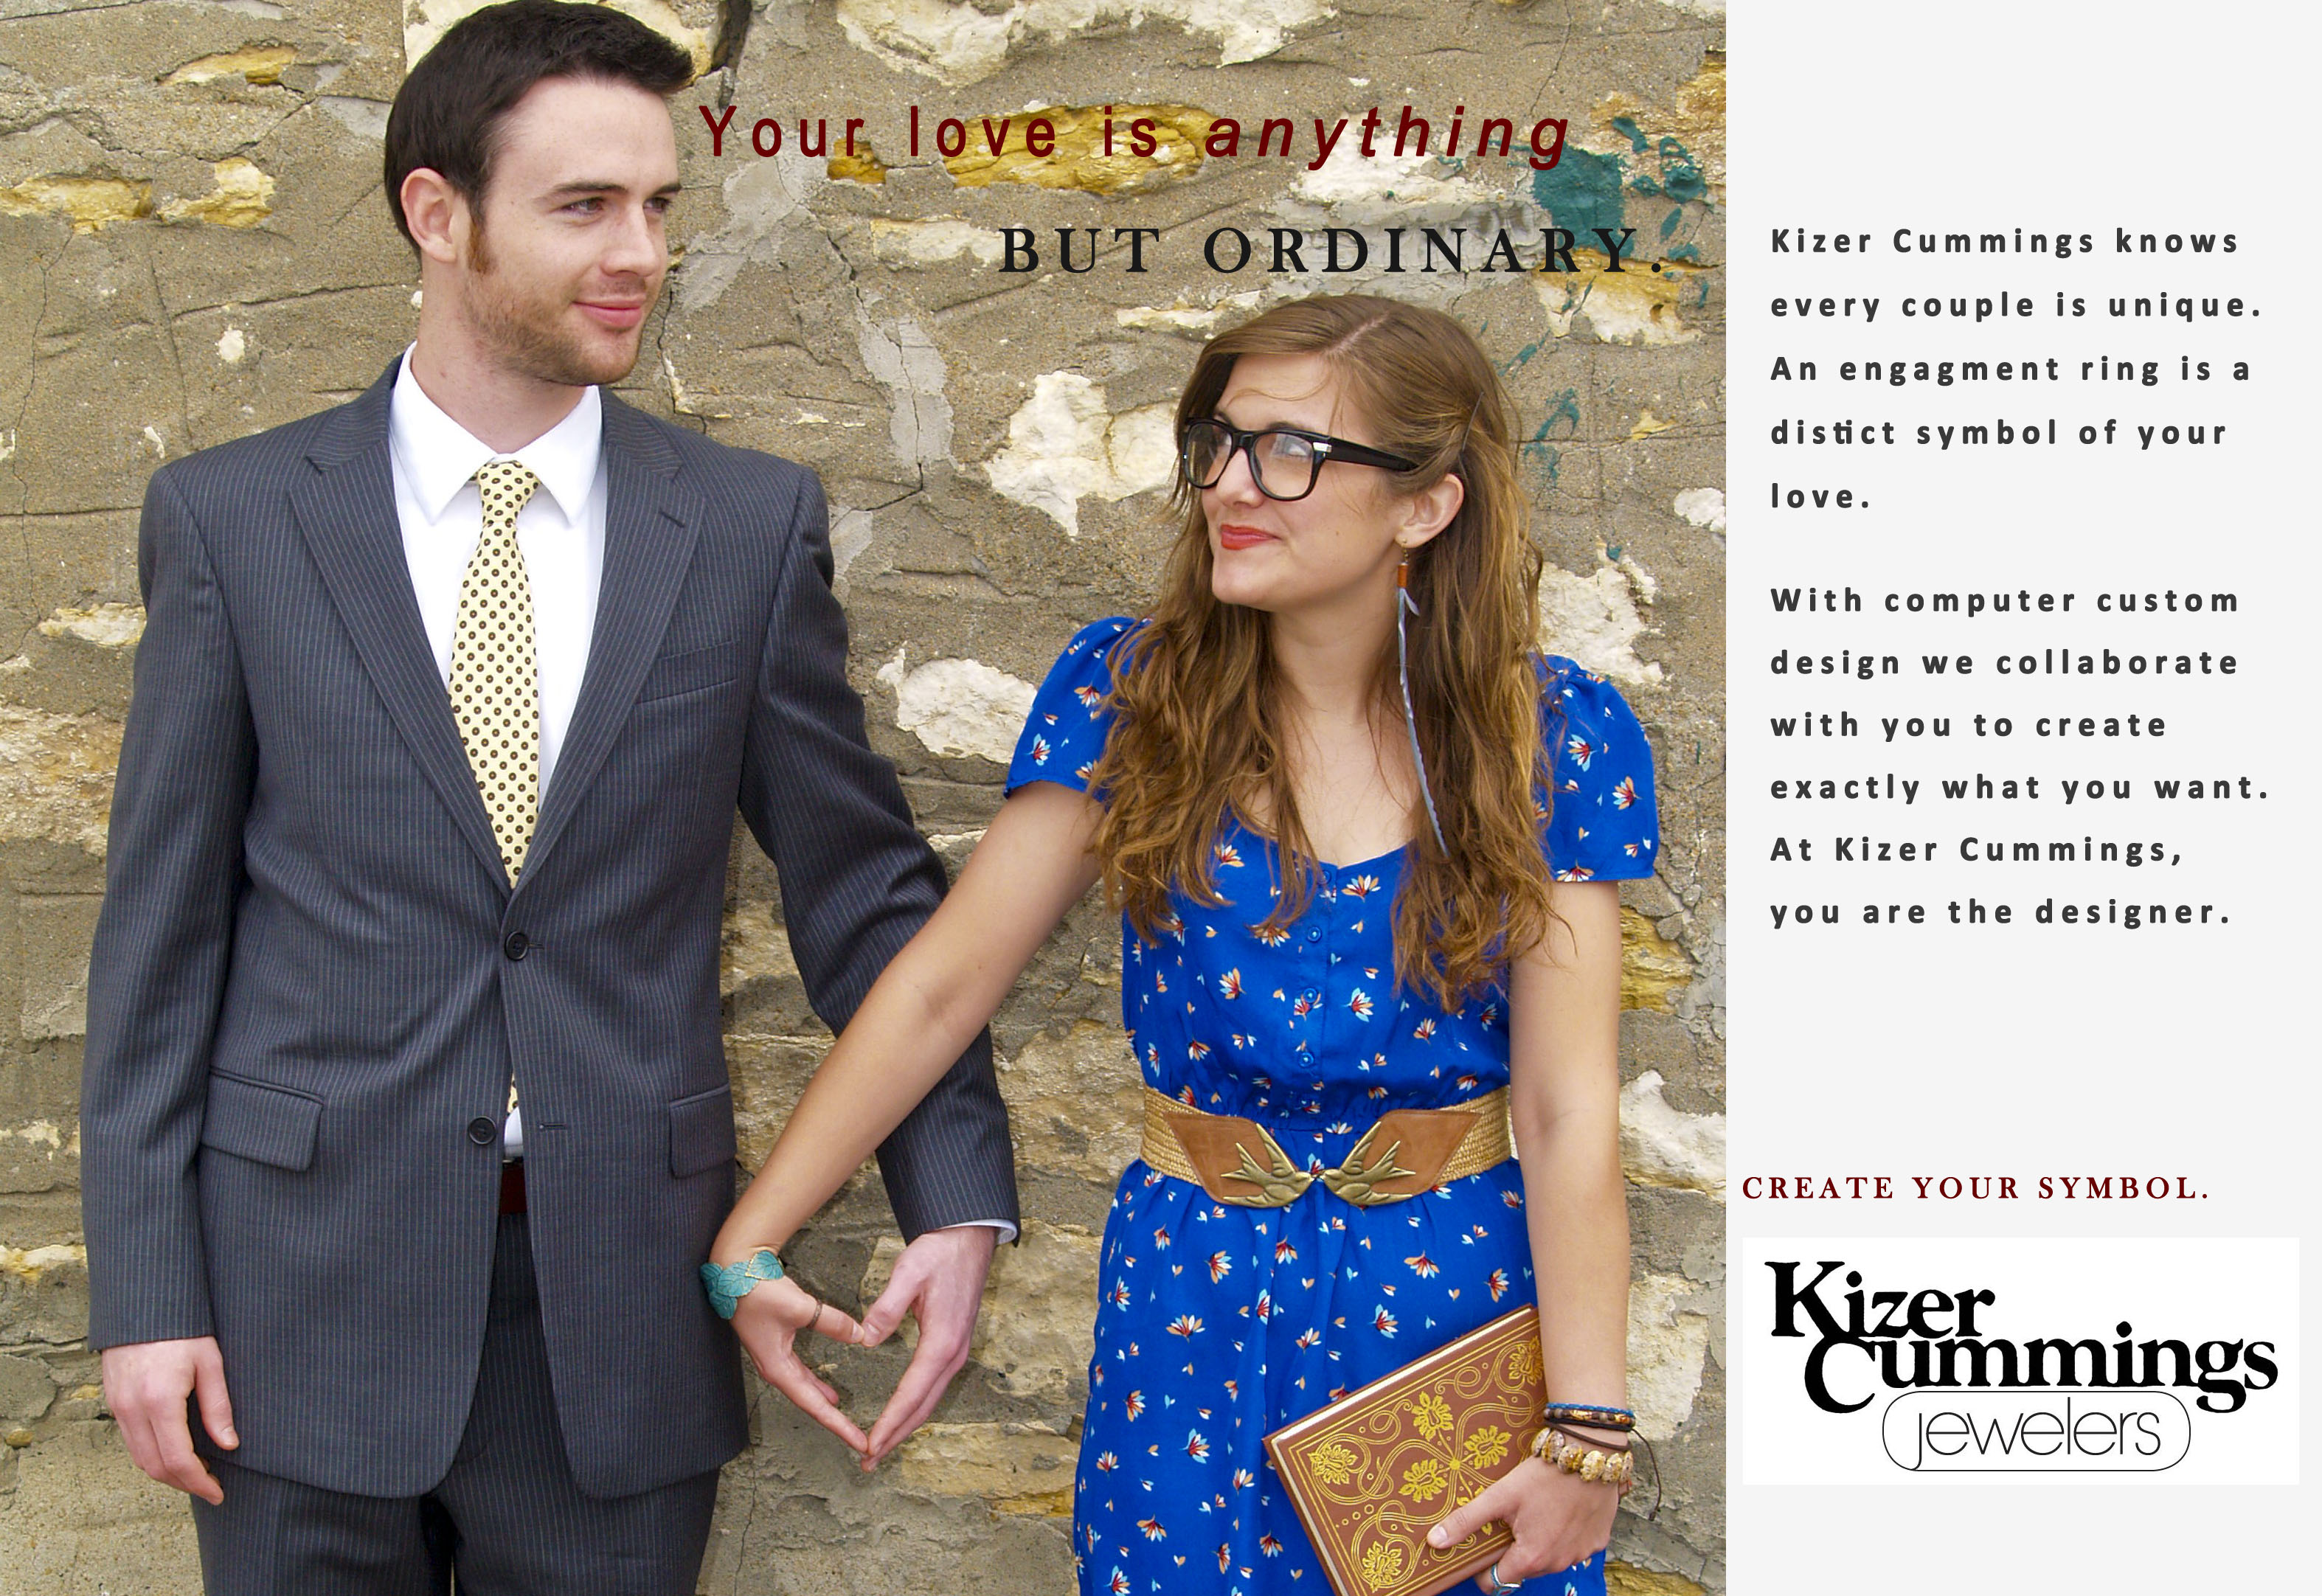 Your love is anything
BUT ORDINARY.
Kizer Cummings knows
every couple is unique.
An engagment ring is a
distict symbol of your
love.
With computer custom
design we collaborate
with you to create
exactly what you want.
At Kizer Cummings,
you are the designer.
CREATE YOUR SYMBOL.
Kizer
Cummings
jewelers